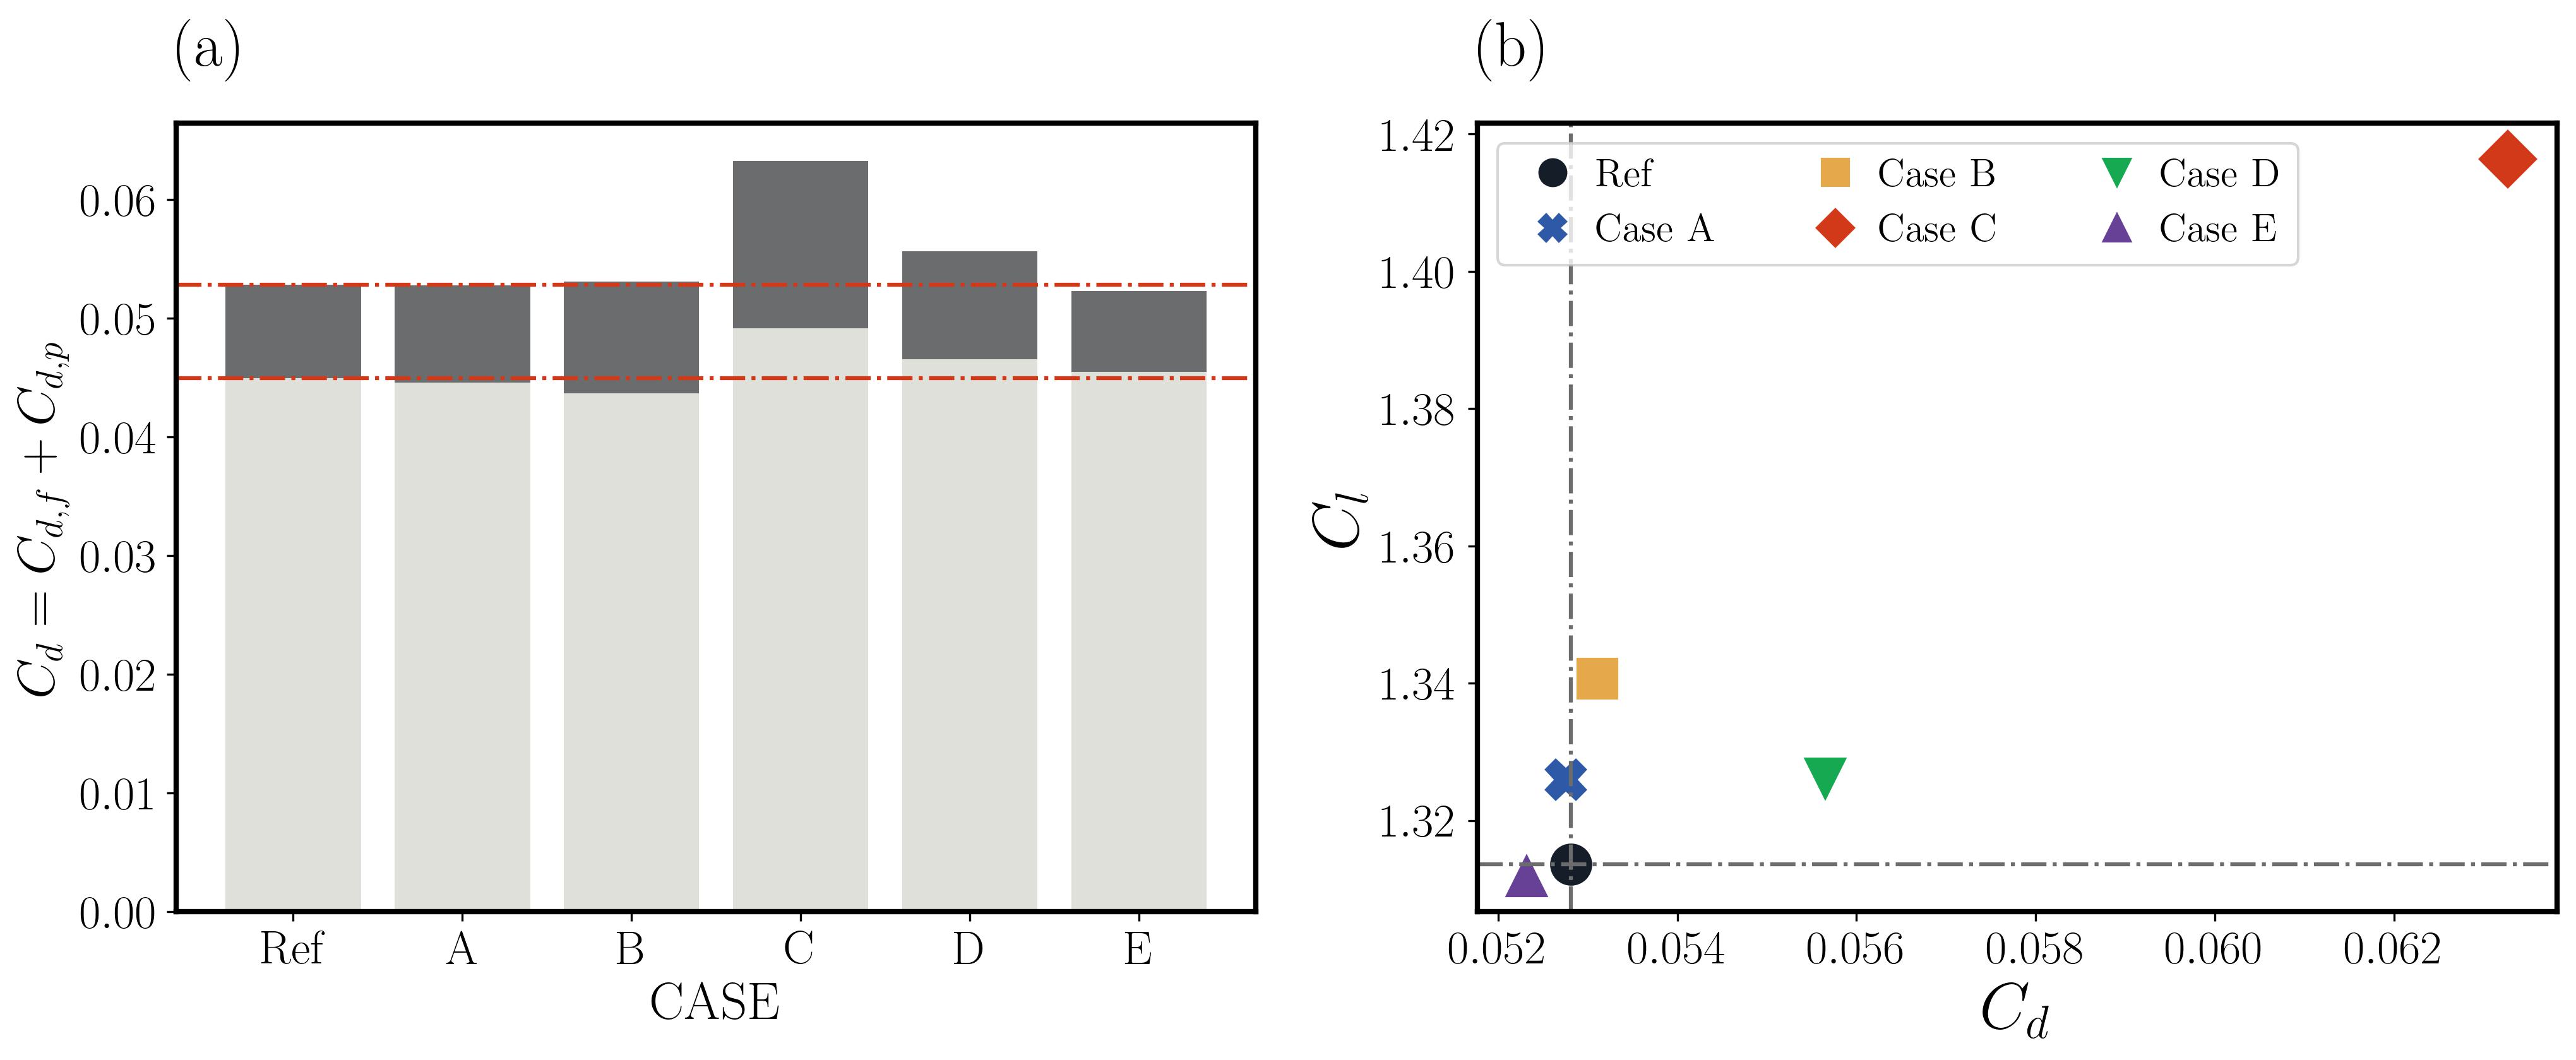 (a)
0.06
0.05
0.04
0.03
0.02
0.01
0.00
C_d = C_{d,f} + C_{d,p}
Ref A B C D E
CASE
(b)
1.42
1.40
1.38
1.36
1.34
1.32
C_l
Ref Case B Case D
Case A Case C Case E
0.052 0.054 0.056 0.058 0.060 0.062
C_d